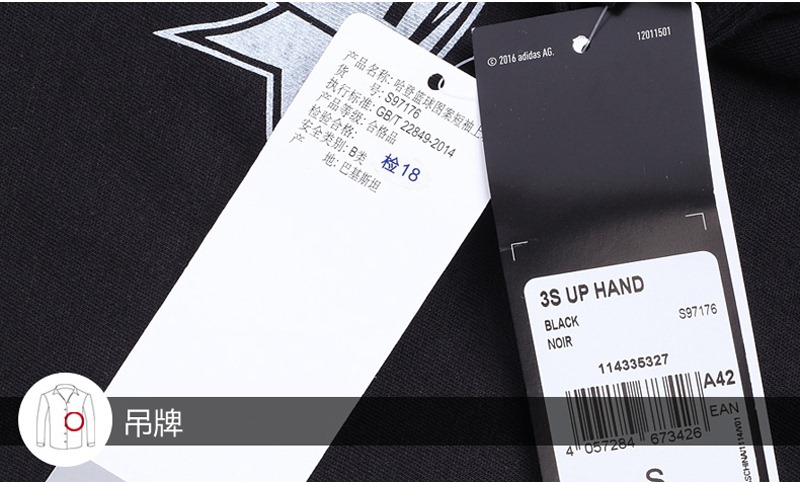 产品名称: 哈登篮球图案短袖上
货 号: S97176
执行标准: GB/T 22849-2014
产品等级: 合格品
检验合格:
安全类别: B类
产 地: 巴基斯坦
检18
© 2016 adidas AG.
12011501
3S UP HAND
BLACK
S97176
NOIR
114335327
A42
EAN
4 057284 673426
S
吊牌